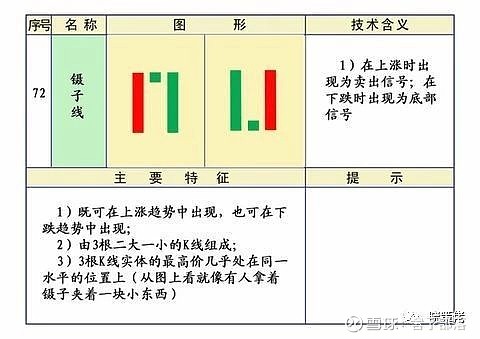 序号 名称 图形 技术含义
72
镊子线
1）在上涨时出
现为卖出信号；在
下跌时出现为底部
信号
主要特征 提示
1）既可在上涨趋势中出现，也可在下
跌趋势中出现；
2）由3根二大一小的K线组成；
3）3根K线实体的最高价几乎处在同一
水平的位置上（从图上看就像有人拿着
镊子夹着一块小东西）